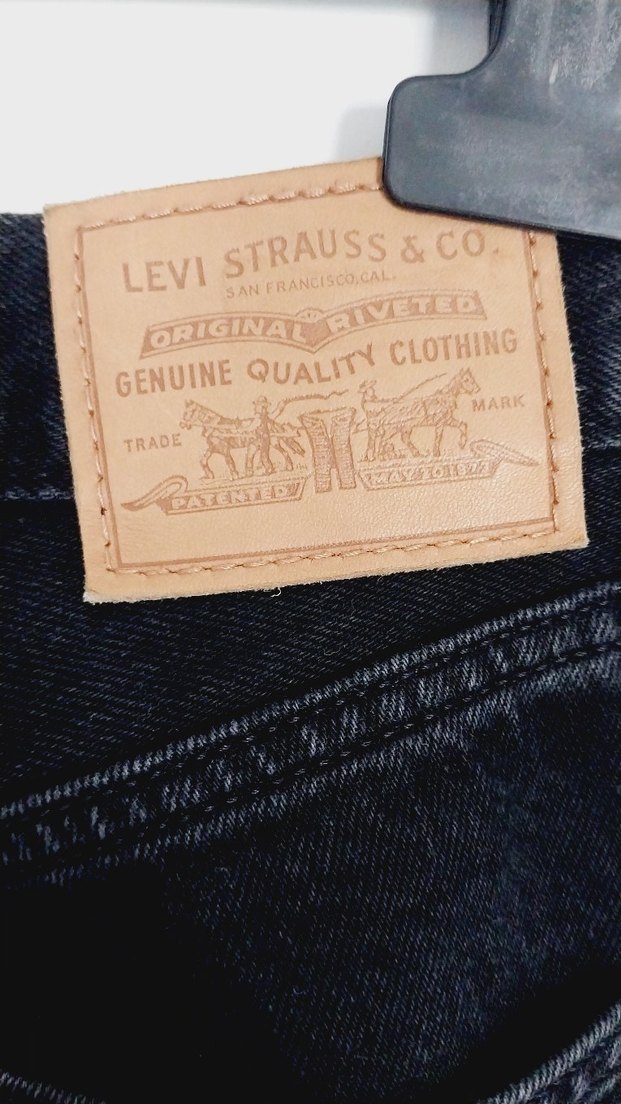 LEVI STRAUSS & CO.
SAN FRANCISCO, CAL.
ORIGINAL RIVETED
GENUINE QUALITY CLOTHING
TRADE MARK
PATENTED MAY 20 1873